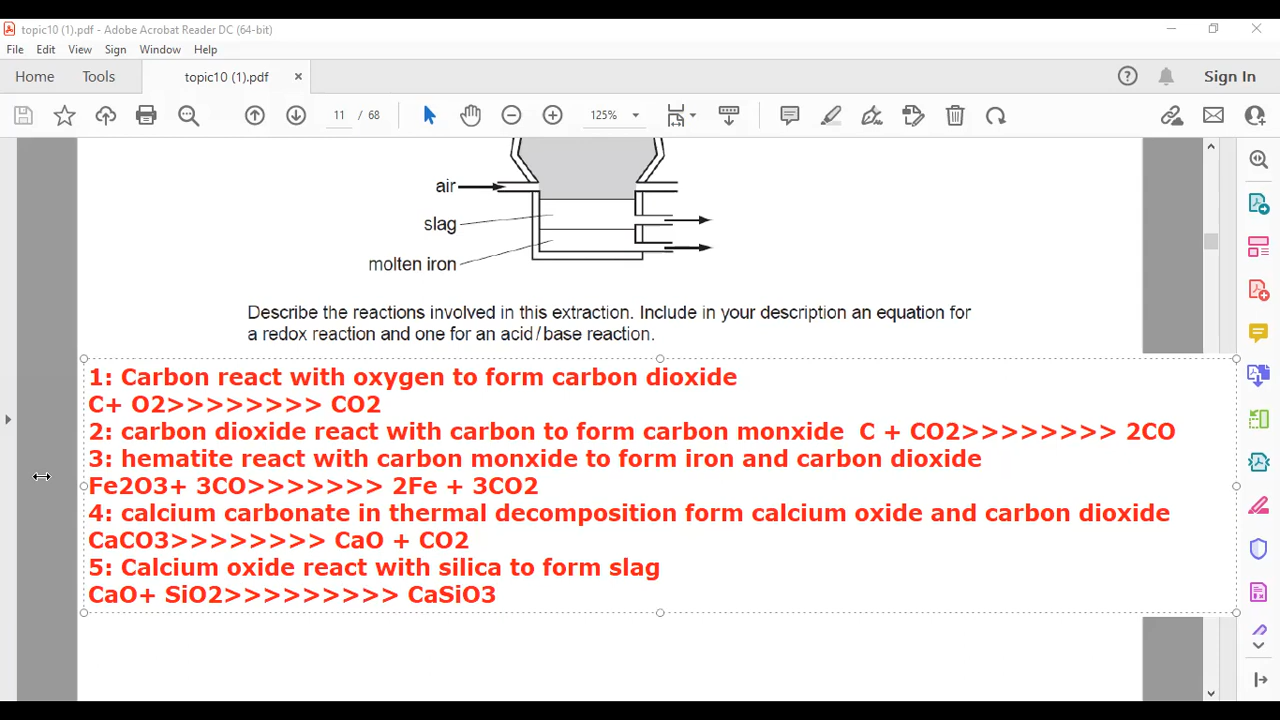 topic10 (1).pdf - Adobe Acrobat Reader DC (64-bit)
File Edit View Sign Window Help
Home Tools topic10 (1).pdf × Sign In
11 / 68 125%
air
slag
molten iron
Describe the reactions involved in this extraction. Include in your description an equation for
a redox reaction and one for an acid/base reaction.
1: Carbon react with oxygen to form carbon dioxide
C+ O2>>>>>>>> CO2
2: carbon dioxide react with carbon to form carbon monxide C + CO2>>>>>>>> 2CO
3: hematite react with carbon monxide to form iron and carbon dioxide
Fe2O3+ 3CO>>>>>>> 2Fe + 3CO2
4: calcium carbonate in thermal decomposition form calcium oxide and carbon dioxide
CaCO3>>>>>>>> CaO + CO2
5: Calcium oxide react with silica to form slag
CaO+ SiO2>>>>>>>>> CaSiO3